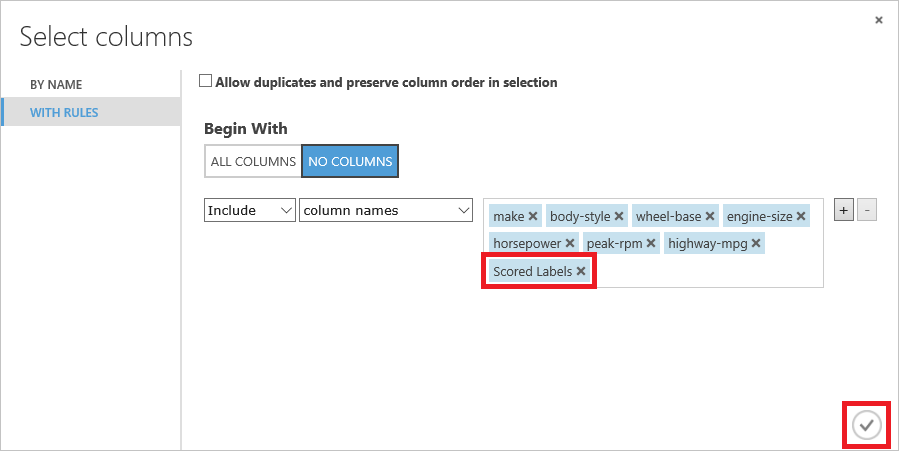 Select columns
BY NAME
WITH RULES
Allow duplicates and preserve column order in selection
Begin With
ALL COLUMNS NO COLUMNS
Include column names
make × body-style × wheel-base × engine-size ×
horsepower × peak-rpm × highway-mpg ×
Scored Labels ×
+ -